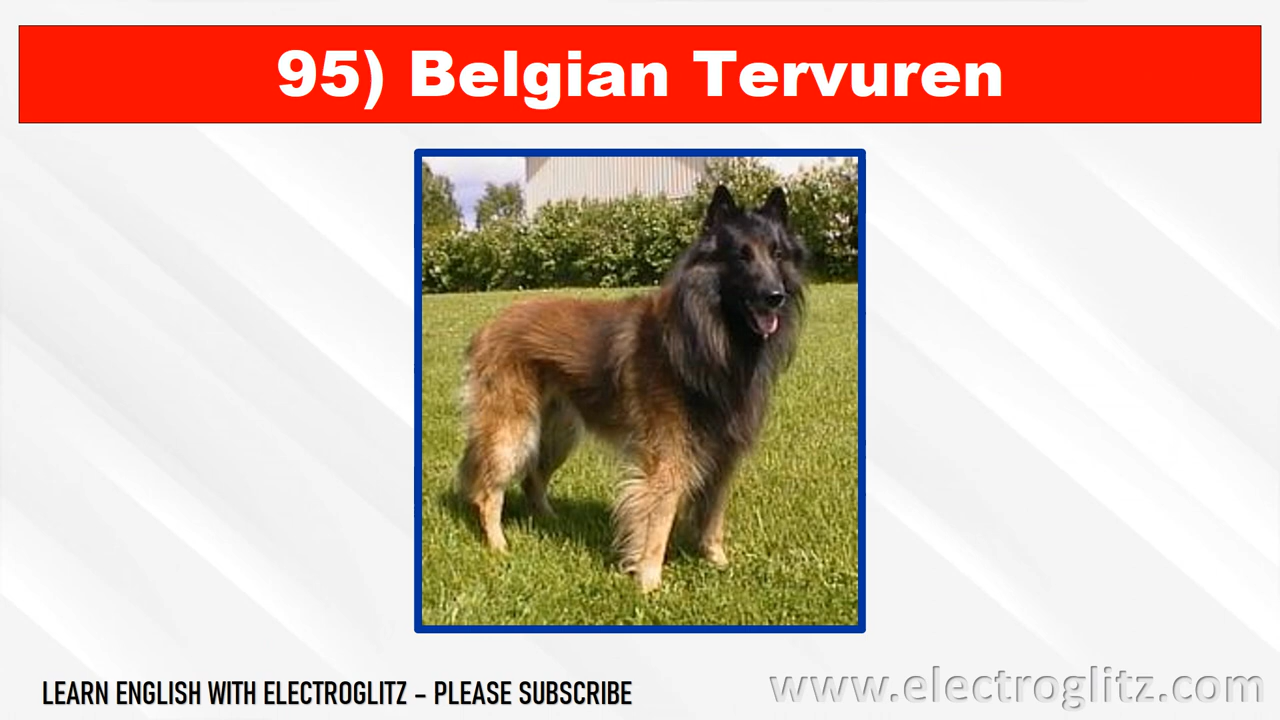 95) Belgian Tervuren
LEARN ENGLISH WITH ELECTROGLITZ – PLEASE SUBSCRIBE
www.electroglitz.com